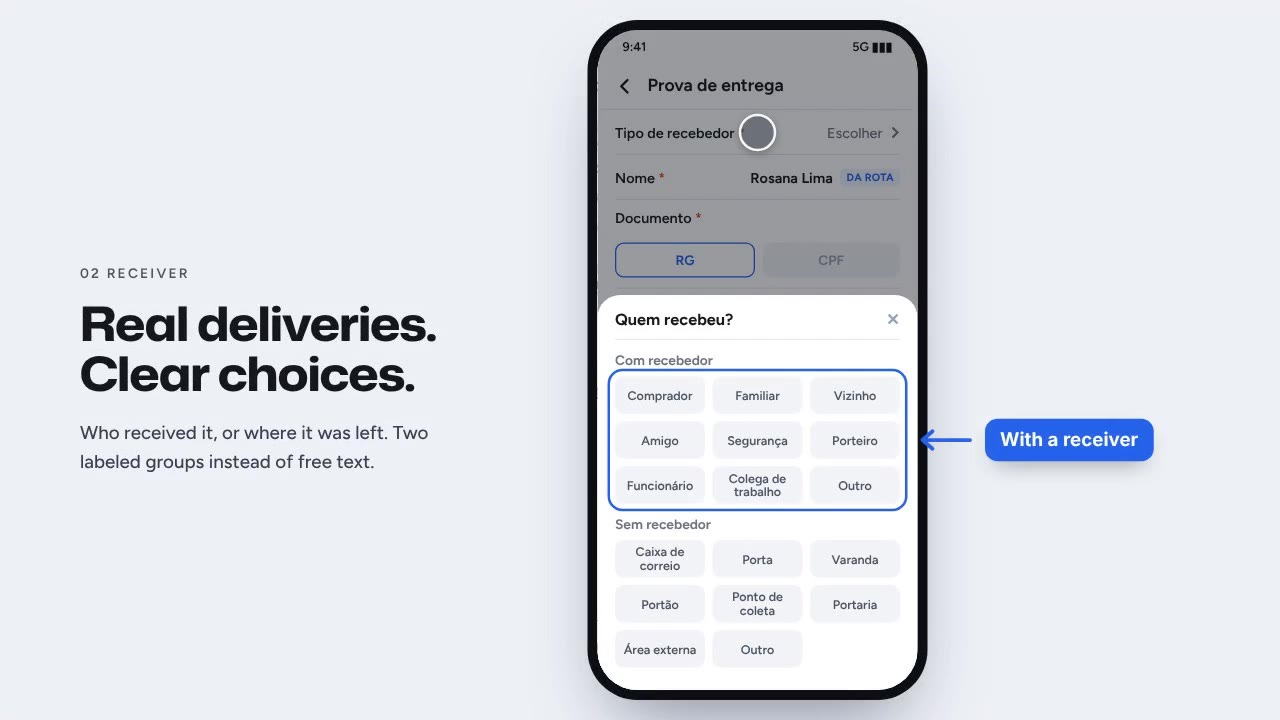 02 RECEIVER
Real deliveries.
Clear choices.
Who received it, or where it was left. Two
labeled groups instead of free text.
9:41
5G
Prova de entrega
Tipo de recebedor
Escolher
Nome *
Rosana Lima
DA ROTA
Documento *
RG
CPF
Quem recebeu?
Com recebedor
Comprador
Familiar
Vizinho
Amigo
Segurança
Porteiro
Funcionário
Colega de
trabalho
Outro
Sem recebedor
Caixa de
correio
Porta
Varanda
Portão
Ponto de
coleta
Portaria
Área externa
Outro
With a receiver